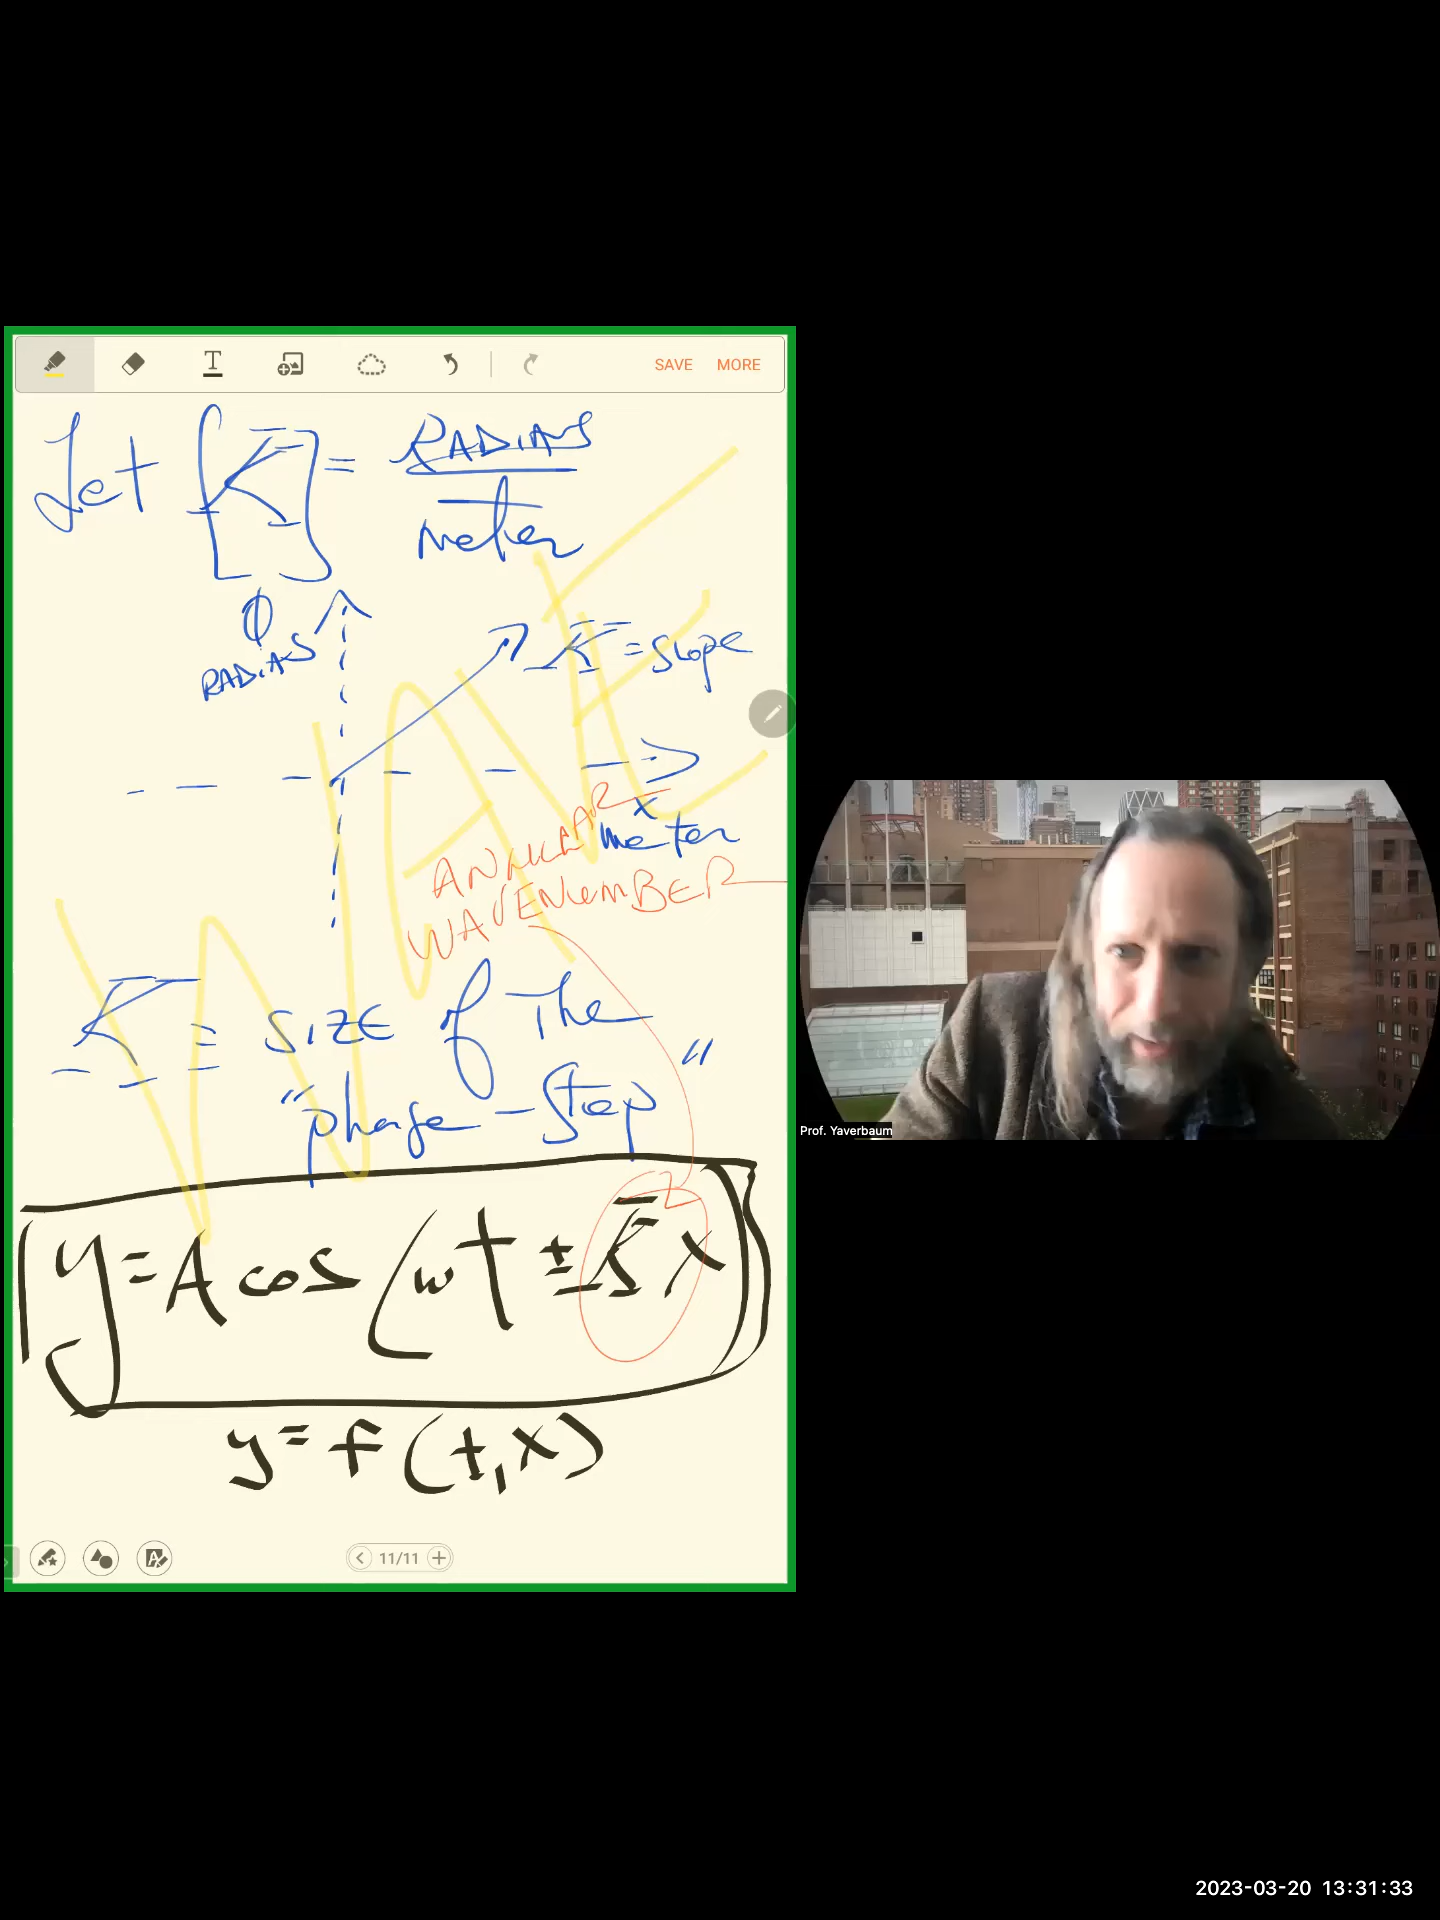 SAVE MORE
Let [K] = RADIANS
meter
ϕ
RADIANS
K = slope
x
meter
ANGULAR
WAVENUMBER
WAVE
K ≡ SIZE of The
"phase-Step"
y = A cos (ωt ± Kx)
y = f(t,x)
11/11
Prof. Yaverbaum
2023-03-20 13:31:33